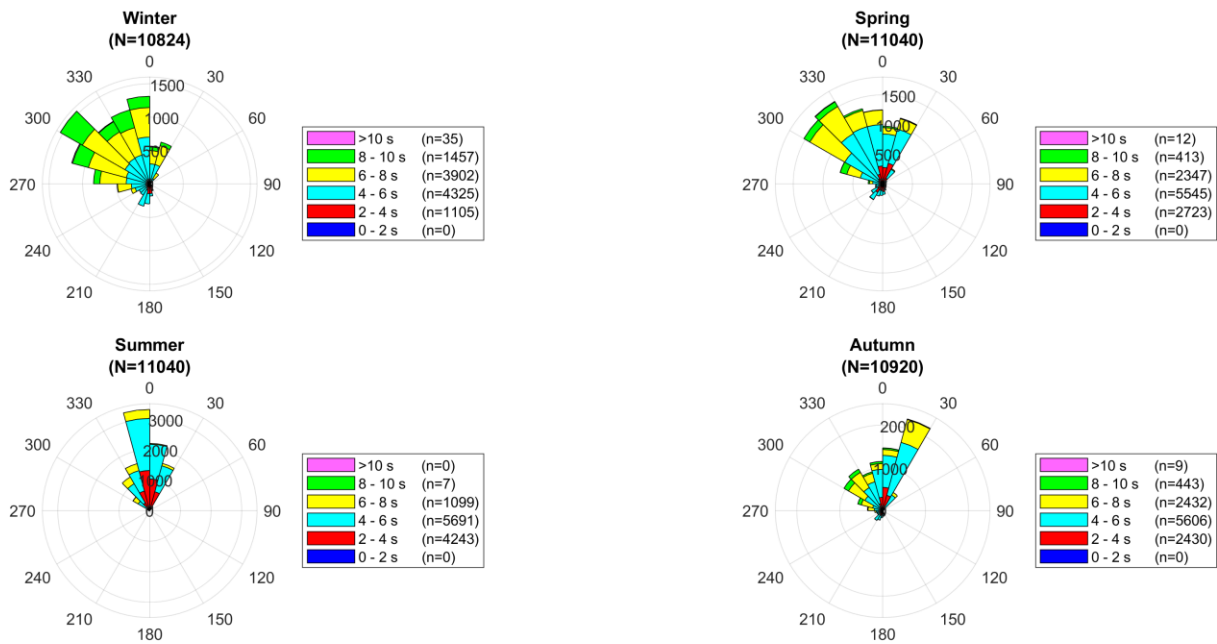 Winter
(N=10824)
0
30
60
90
120
150
180
210
240
270
300
330
500
1000
1500
>10 s (n=35)
8 - 10 s (n=1457)
6 - 8 s (n=3902)
4 - 6 s (n=4325)
2 - 4 s (n=1105)
0 - 2 s (n=0)
Spring
(N=11040)
0
30
60
90
120
150
180
210
240
270
300
330
500
1000
1500
>10 s (n=12)
8 - 10 s (n=413)
6 - 8 s (n=2347)
4 - 6 s (n=5545)
2 - 4 s (n=2723)
0 - 2 s (n=0)
Summer
(N=11040)
0
30
60
90
120
150
180
210
240
270
300
330
0
1000
2000
3000
>10 s (n=0)
8 - 10 s (n=7)
6 - 8 s (n=1099)
4 - 6 s (n=5691)
2 - 4 s (n=4243)
0 - 2 s (n=0)
Autumn
(N=10920)
0
30
60
90
120
150
180
210
240
270
300
330
1000
2000
>10 s (n=9)
8 - 10 s (n=443)
6 - 8 s (n=2432)
4 - 6 s (n=5606)
2 - 4 s (n=2430)
0 - 2 s (n=0)